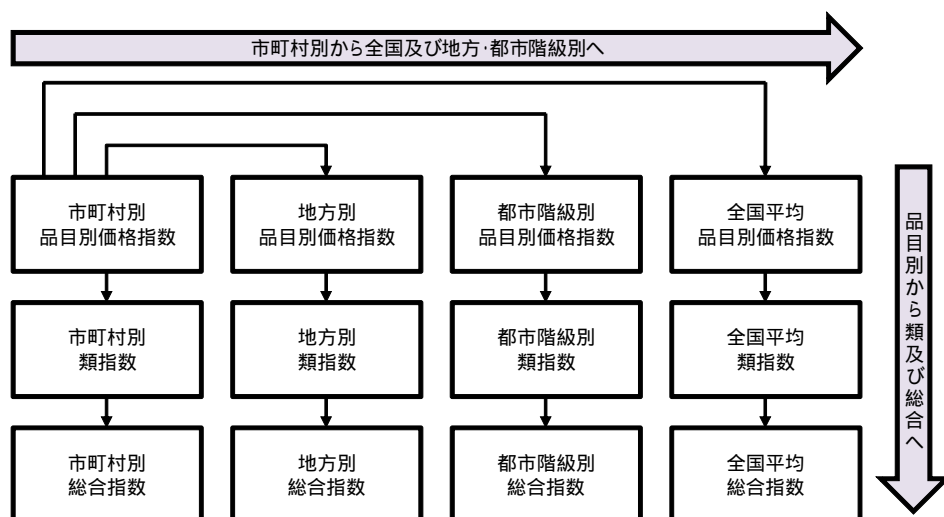 市町村別から全国及び地方･都市階級別へ
市町村別
品目別価格指数
地方別
品目別価格指数
都市階級別
品目別価格指数
全国平均
品目別価格指数
市町村別
類指数
地方別
類指数
都市階級別
類指数
全国平均
類指数
市町村別
総合指数
地方別
総合指数
都市階級別
総合指数
全国平均
総合指数
品目別から類及び総合へ